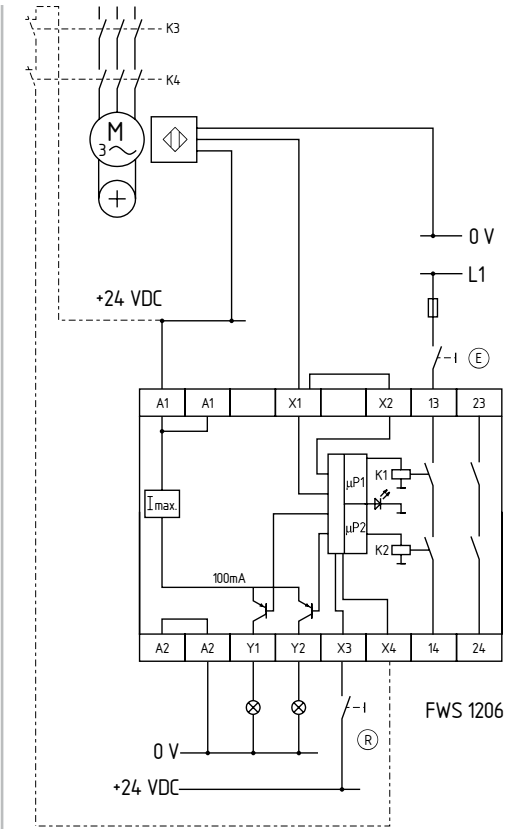 K3
K4
M
3
0 V
L1
+24 VDC
E
A1 A1 X1 X2 13 23
μP1
K1
I max.
μP2
K2
100mA
A2 A2 Y1 Y2 X3 X4 14 24
FWS 1206
R
0 V
+24 VDC